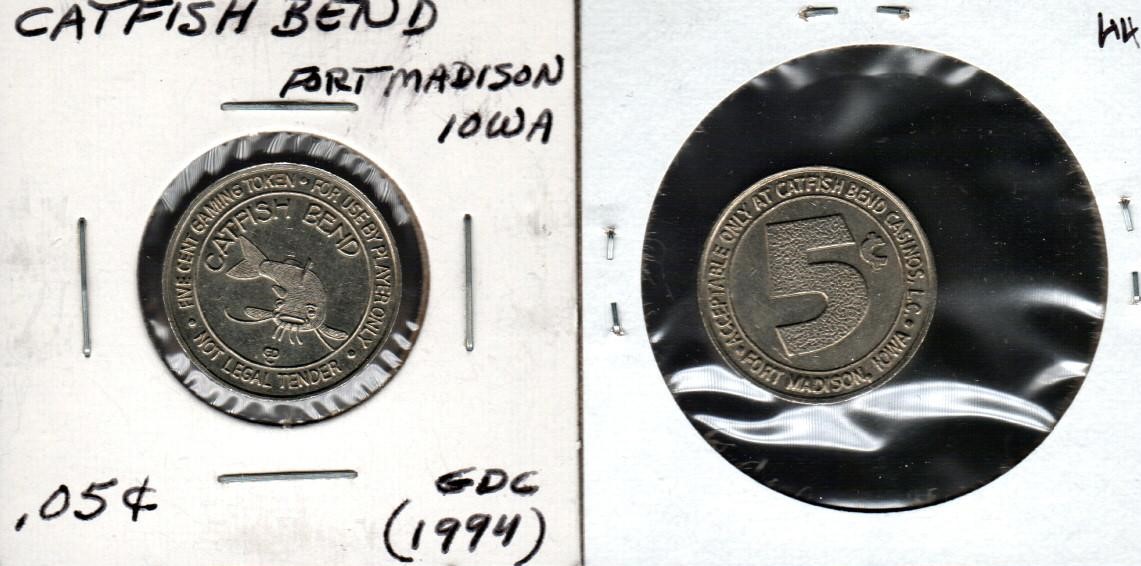 CATFISH BEND
FORT MADISON
IOWA
FIVE CENT GAMING TOKEN • FOR USE BY PLAYER ONLY •
NOT LEGAL TENDER •
CATFISH BEND
.05¢
GDC
(1994)
ACCEPTABLE ONLY AT CATFISH BEND CASINOS, L.C. •
FORT MADISON, IOWA •
5¢